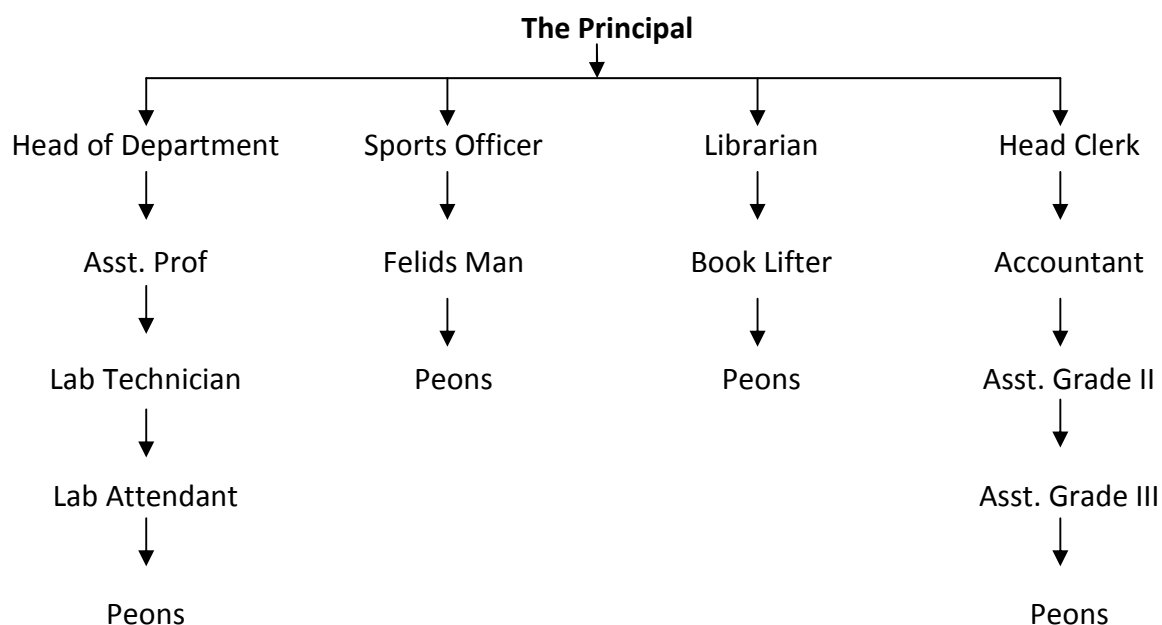 The Principal
Head of Department Sports Officer Librarian Head Clerk
Asst. Prof Felids Man Book Lifter Accountant
Lab Technician Peons Peons Asst. Grade II
Lab Attendant Asst. Grade III
Peons Peons